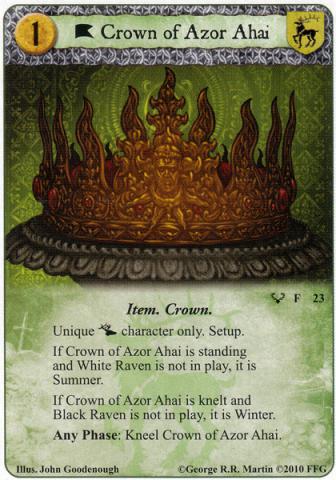 1 Crown of Azor Ahai
F 23
Item. Crown.
Unique character only. Setup.
If Crown of Azor Ahai is standing
and White Raven is not in play, it is
Summer.
If Crown of Azor Ahai is knelt and
Black Raven is not in play, it is Winter.
Any Phase: Kneel Crown of Azor Ahai.
Illus. John Goodenough ©George R.R. Martin ©2010 FFG